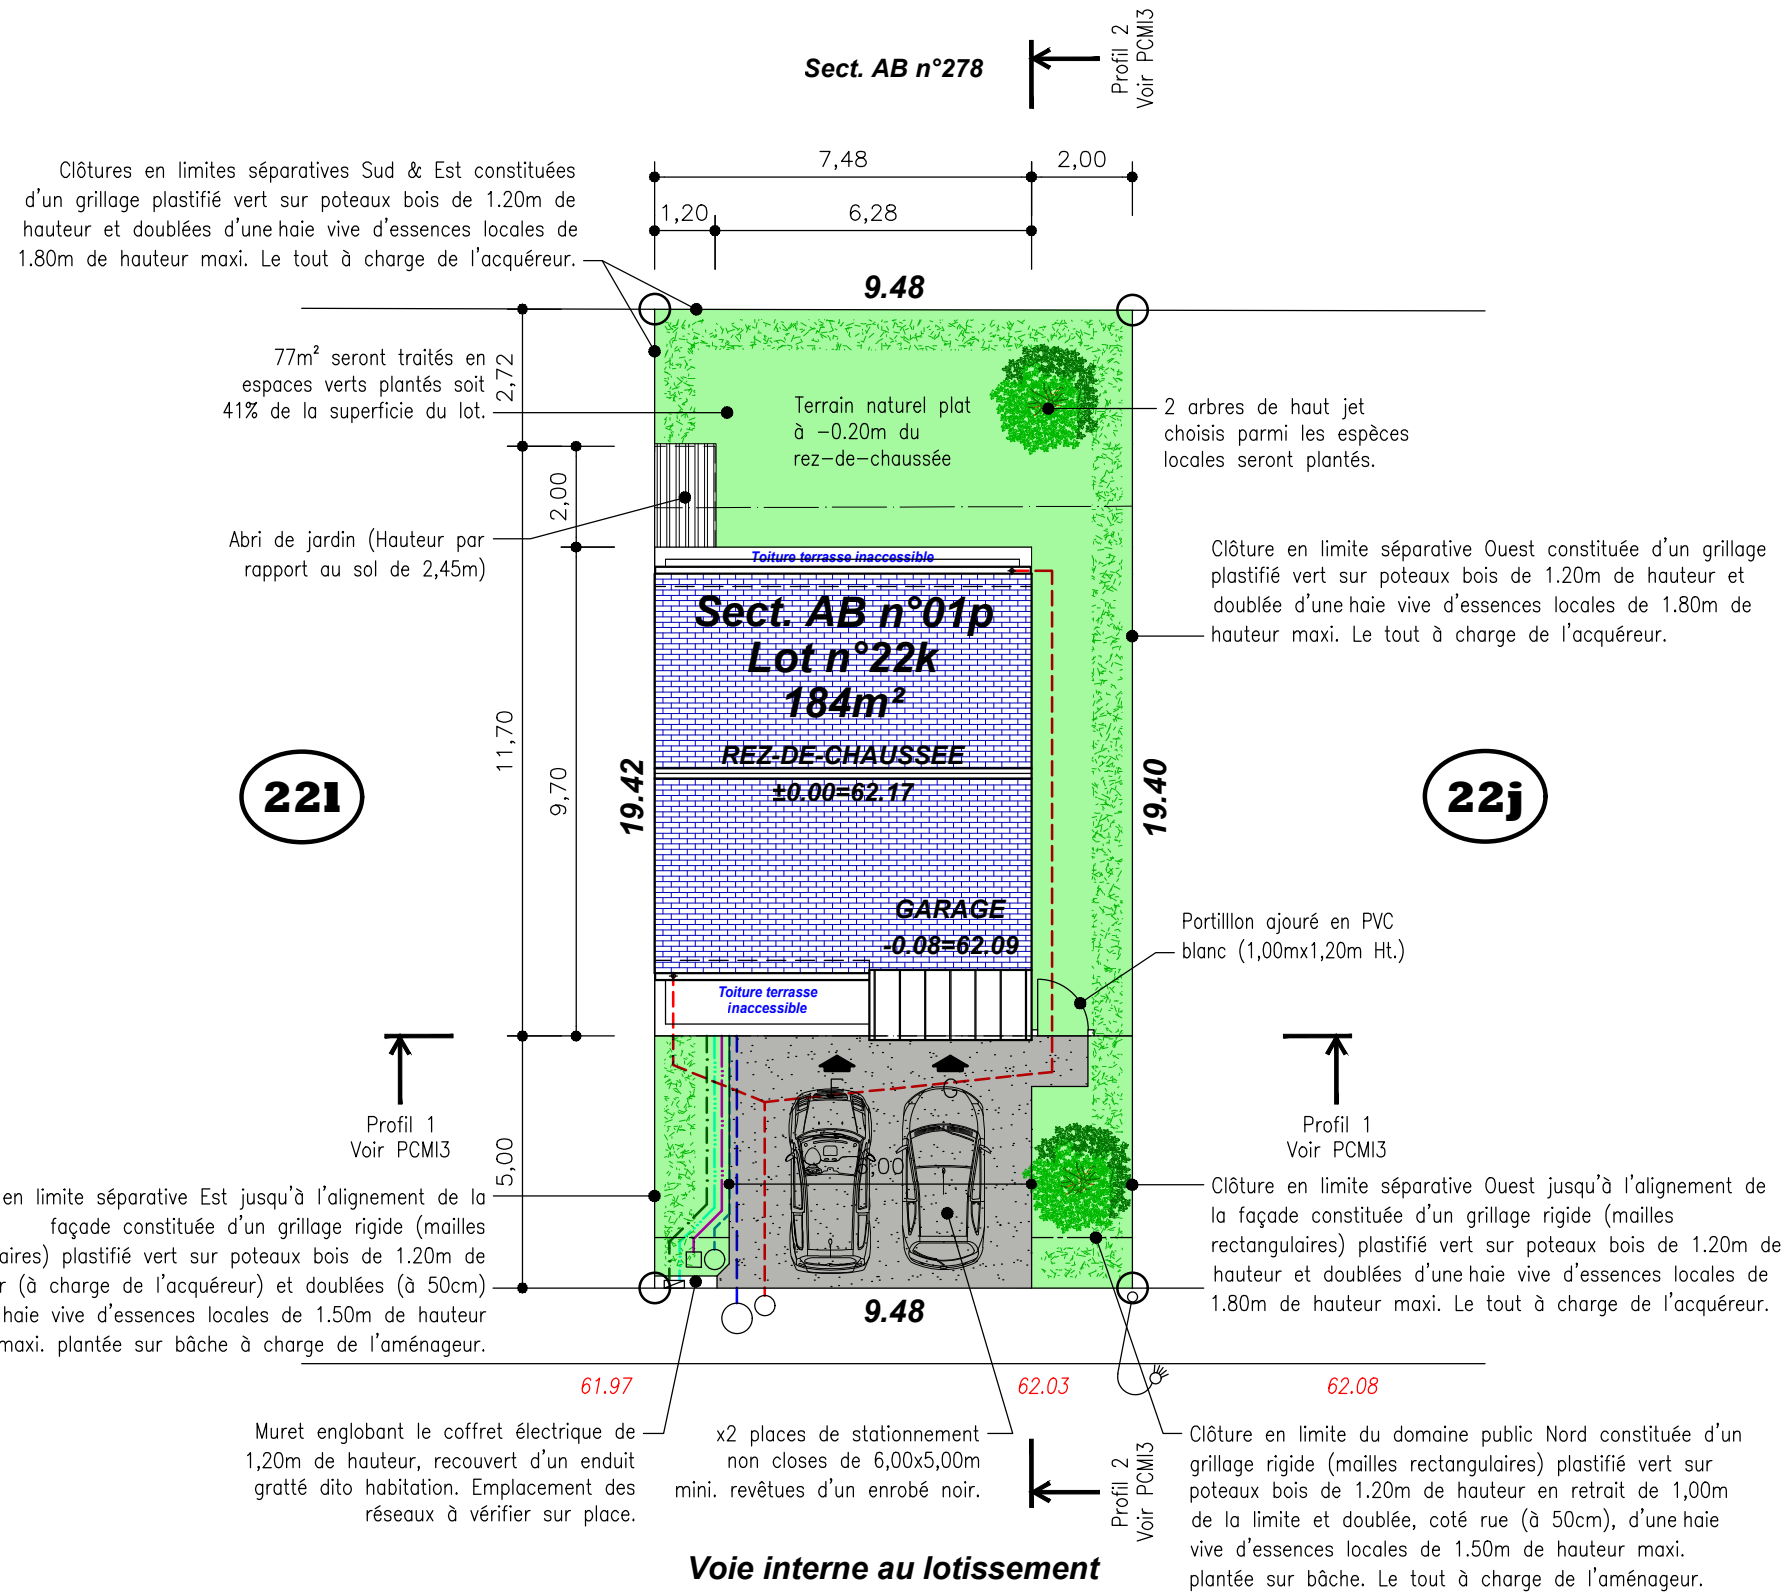 Sect. AB n°278
Profil 2
Voir PCMI3
7,48
2,00
1,20
6,28
Clôtures en limites séparatives Sud & Est constituées
d'un grillage plastifié vert sur poteaux bois de 1.20m de
hauteur et doublées d'une haie vive d'essences locales de
1.80m de hauteur maxi. Le tout à charge de l'acquéreur.
9.48
77m² seront traités en
espaces verts plantés soit
41% de la superficie du lot.
2,72
Terrain naturel plat
à -0.20m du
rez-de-chaussée
2 arbres de haut jet
choisis parmi les espèces
locales seront plantés.
2,00
Abri de jardin (Hauteur par
rapport au sol de 2,45m)
Clôture en limite séparative Ouest constituée d'un grillage
plastifié vert sur poteaux bois de 1.20m de hauteur et
doublée d'une haie vive d'essences locales de 1.80m de
hauteur maxi. Le tout à charge de l'acquéreur.
Toiture terrasse inaccessible
Sect. AB n°01p
Lot n°22k
184m²
REZ-DE-CHAUSSEE
±0.00=62.17
11,70
9,70
19.42
19.40
22l
22j
GARAGE
-0.08=62.09
Portilllon ajouré en PVC
blanc (1,00mx1,20m Ht.)
Toiture terrasse
inaccessible
Profil 1
Voir PCMI3
Profil 1
Voir PCMI3
5,00
,00
en limite séparative Est jusqu'à l'alignement de la
façade constituée d'un grillage rigide (mailles
aires) plastifié vert sur poteaux bois de 1.20m de
r (à charge de l'acquéreur) et doublées (à 50cm)
haie vive d'essences locales de 1.50m de hauteur
maxi. plantée sur bâche à charge de l'aménageur.
Clôture en limite séparative Ouest jusqu'à l'alignement de
la façade constituée d'un grillage rigide (mailles
rectangulaires) plastifié vert sur poteaux bois de 1.20m de
hauteur et doublées d'une haie vive d'essences locales de
1.80m de hauteur maxi. Le tout à charge de l'acquéreur.
9.48
61.97
62.03
62.08
Muret englobant le coffret électrique de
1,20m de hauteur, recouvert d'un enduit
gratté dito habitation. Emplacement des
réseaux à vérifier sur place.
x2 places de stationnement
non closes de 6,00x5,00m
mini. revêtues d'un enrobé noir.
Profil 2
Voir PCMI3
Clôture en limite du domaine public Nord constituée d'un
grillage rigide (mailles rectangulaires) plastifié vert sur
poteaux bois de 1.20m de hauteur en retrait de 1,00m
de la limite et doublée, coté rue (à 50cm), d'une haie
vive d'essences locales de 1.50m de hauteur maxi.
plantée sur bâche. Le tout à charge de l'aménageur.
Voie interne au lotissement